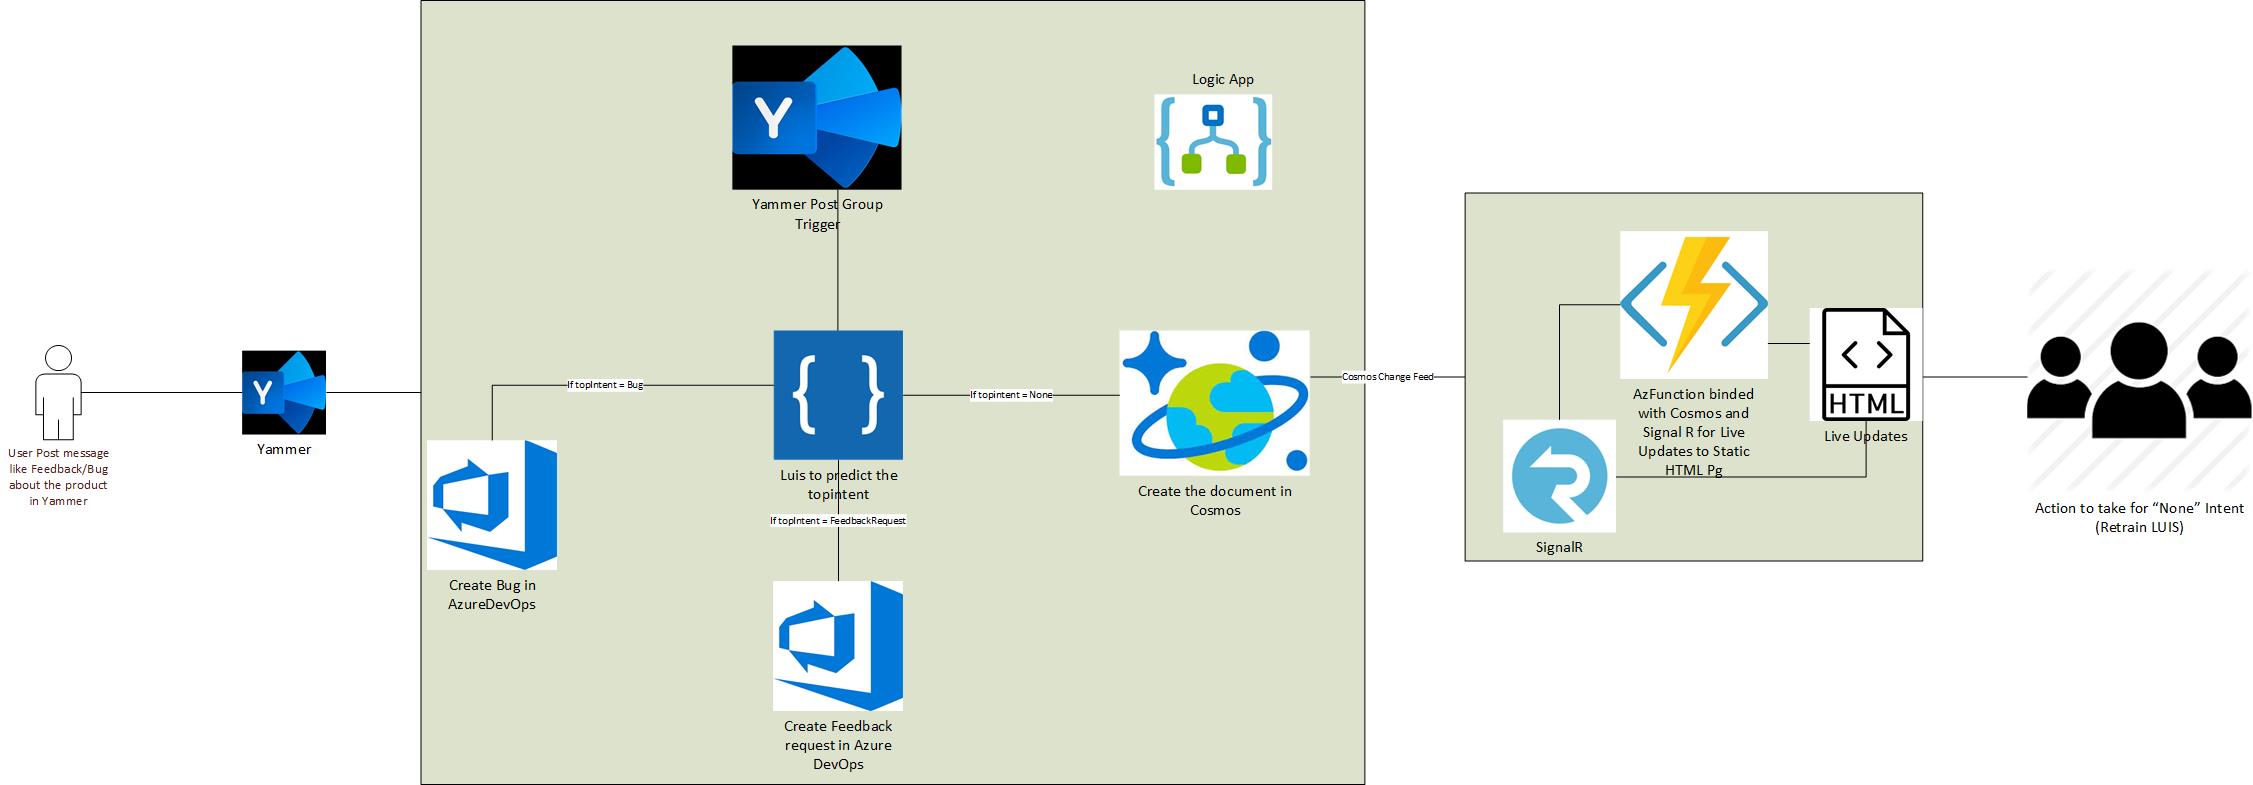 User Post message
like Feedback/Bug
about the product
in Yammer
Y
Yammer
Y
Yammer Post Group
Trigger
Logic App
If topIntent = Bug
Create Bug in
AzureDevOps
{ }
Luis to predict the
topintent
If topIntent = FeedbackRequest
Create Feedback
request in Azure
DevOps
If topintent = None
Create the document in
Cosmos
Cosmos Change Feed
AzFunction binded
with Cosmos and
Signal R for Live
Updates to Static
HTML Pg
SignalR
HTML
Live Updates
Action to take for “None” Intent
(Retrain LUIS)